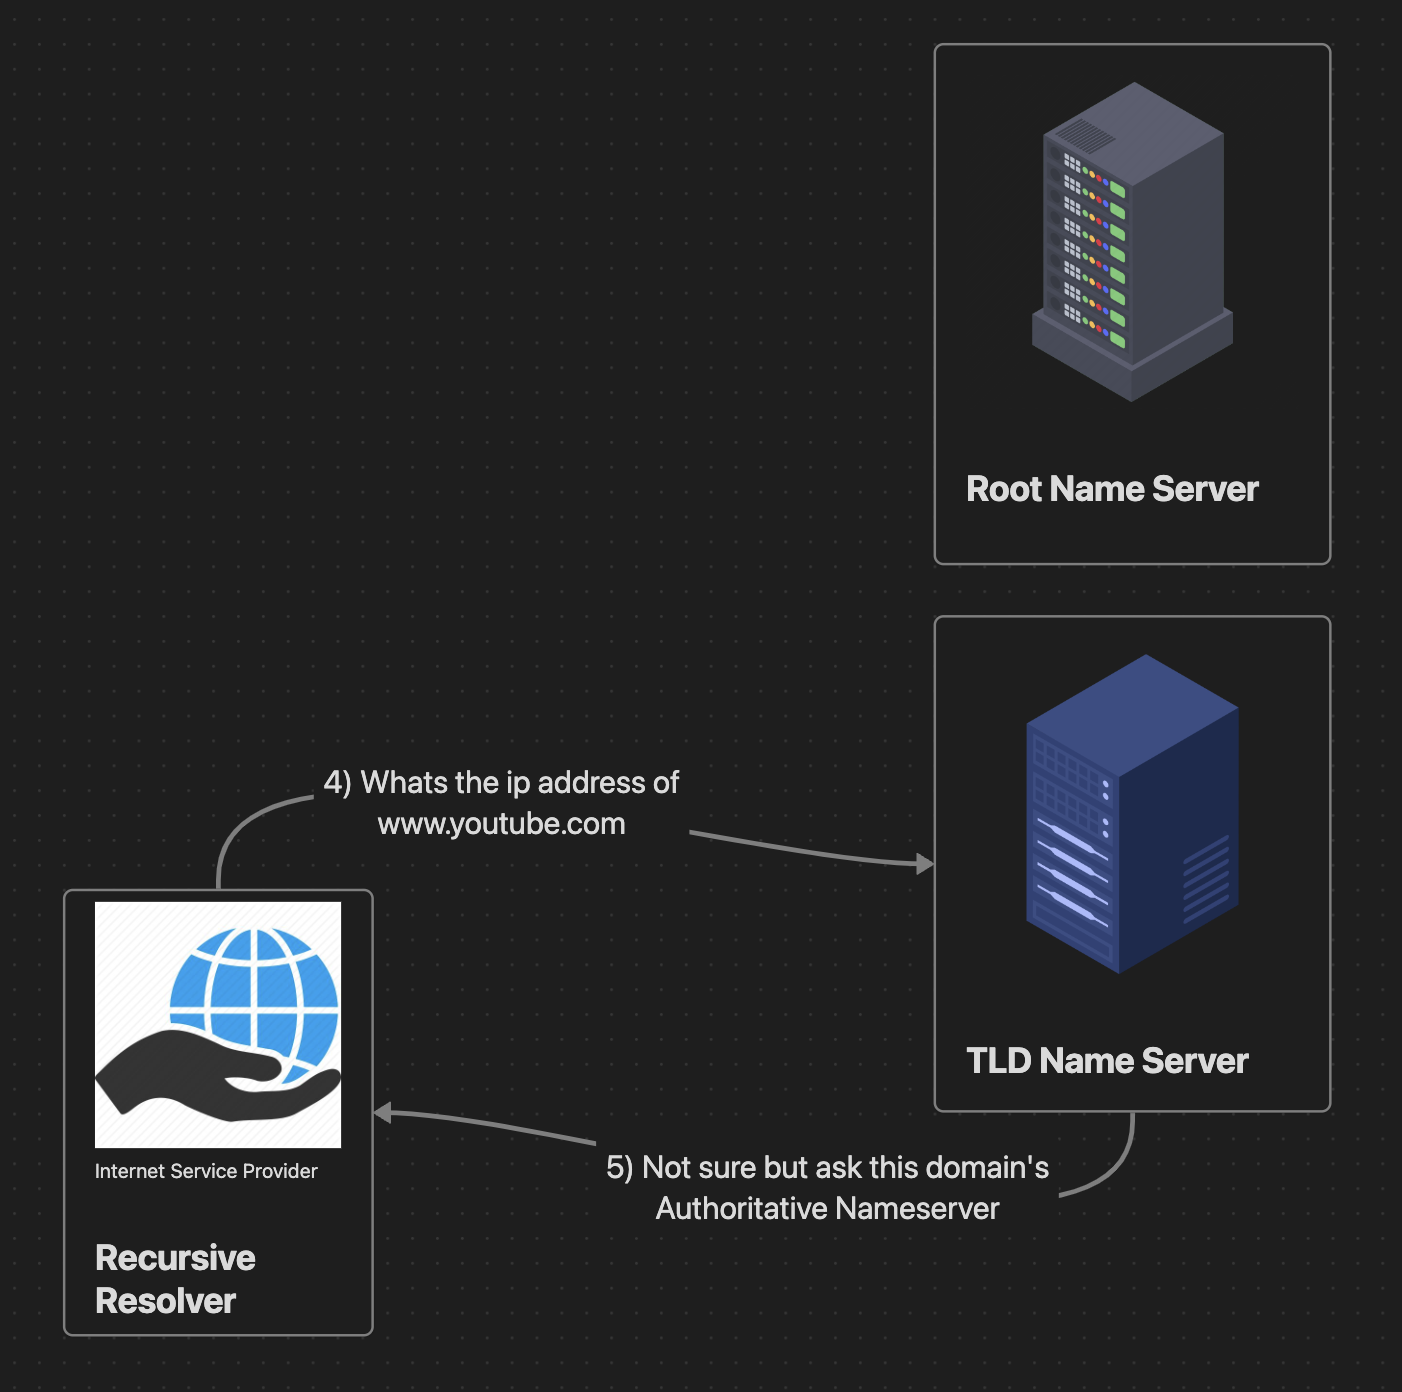 Root Name Server
4) Whats the ip address of
www.youtube.com
TLD Name Server
5) Not sure but ask this domain's
Authoritative Nameserver
Internet Service Provider
Recursive
Resolver